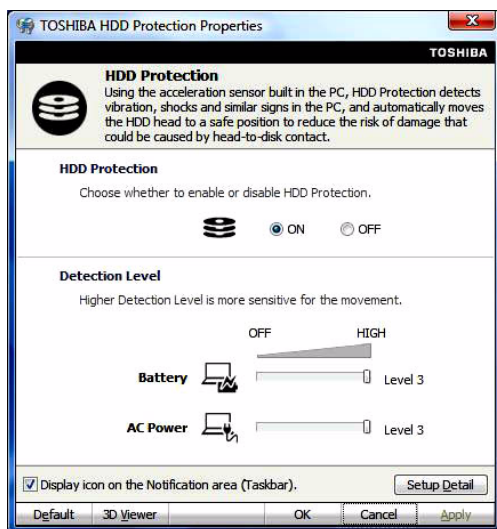 TOSHIBA HDD Protection Properties
TOSHIBA
HDD Protection
Using the acceleration sensor built in the PC, HDD Protection detects
vibration, shocks and similar signs in the PC, and automatically moves
the HDD head to a safe position to reduce the risk of damage that
could be caused by head-to-disk contact.
HDD Protection
Choose whether to enable or disable HDD Protection.
ON OFF
Detection Level
Higher Detection Level is more sensitive for the movement.
OFF HIGH
Battery Level 3
AC Power Level 3
Display icon on the Notification area (Taskbar). Setup Detail
Default 3D Viewer OK Cancel Apply